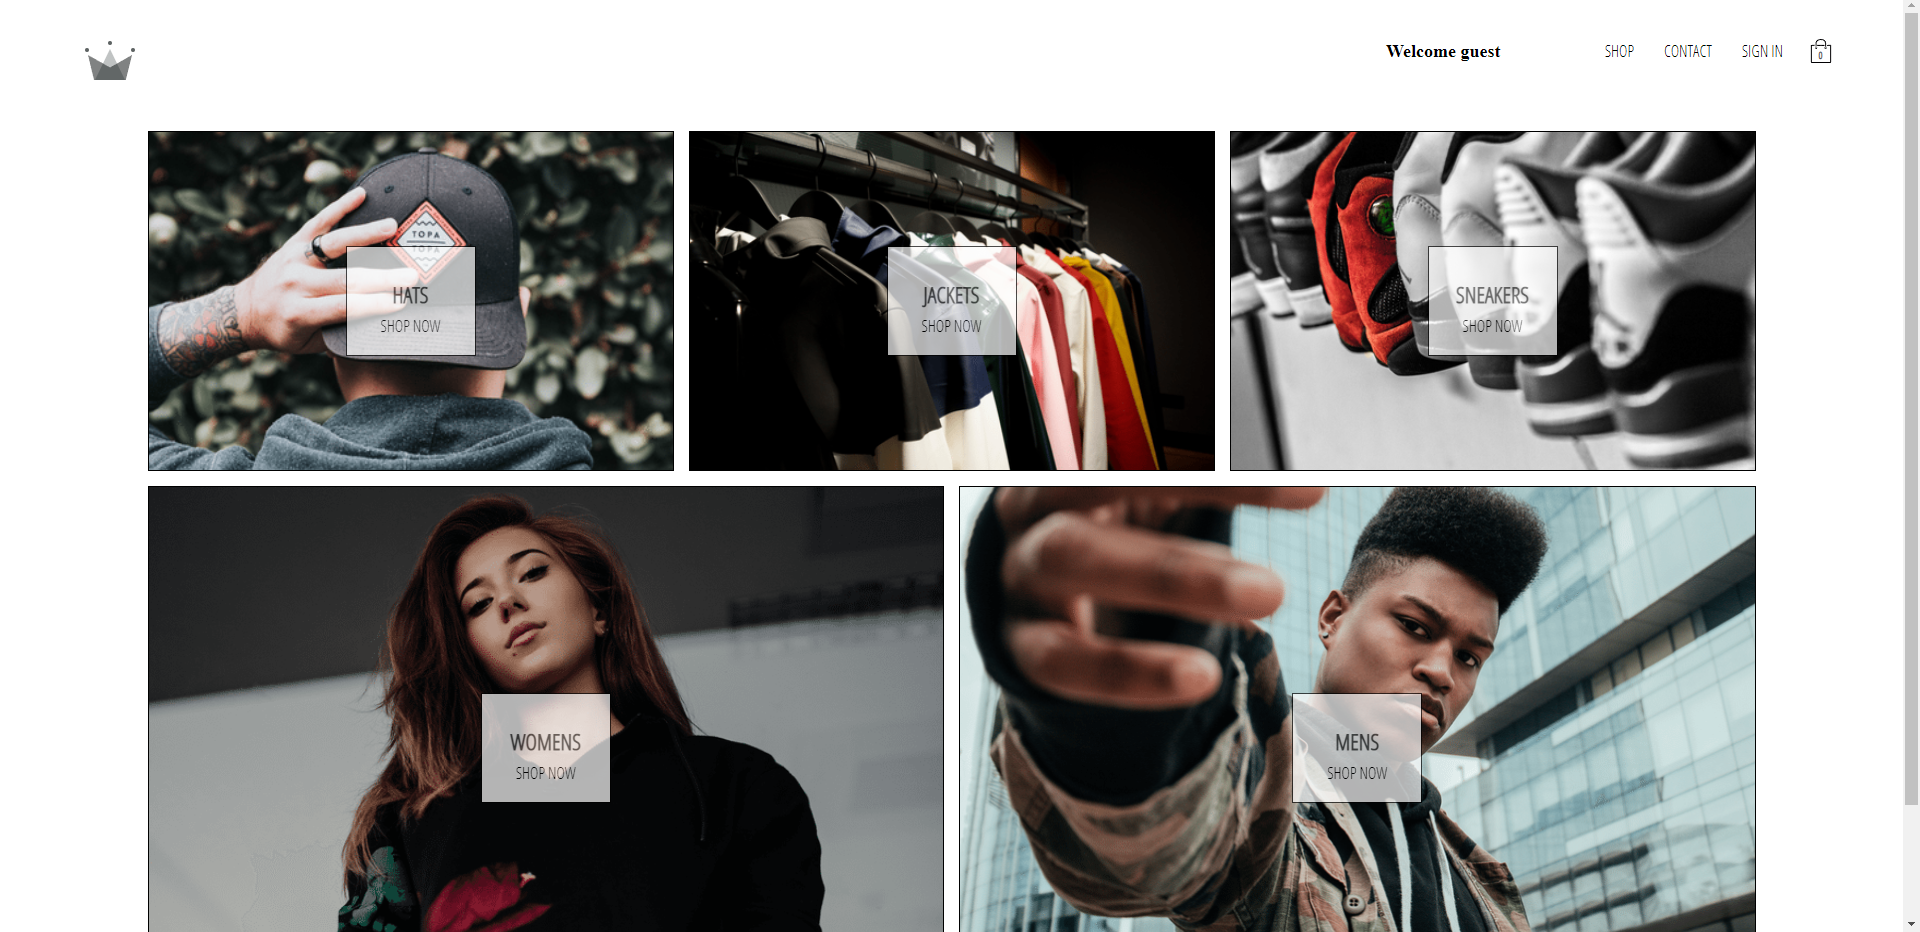 Welcome guest
SHOP
CONTACT
SIGN IN
0
TOPA
TOPA
HATS
SHOP NOW
JACKETS
SHOP NOW
SNEAKERS
SHOP NOW
WOMENS
SHOP NOW
MENS
SHOP NOW